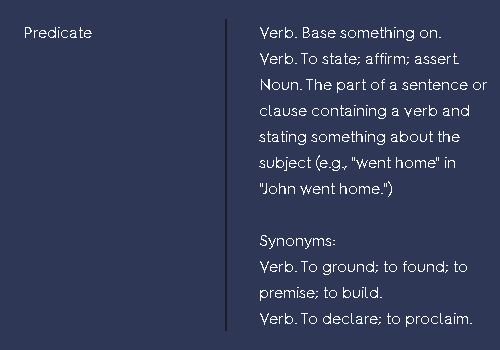 Predicate
Verb. Base something on.
Verb. To state; affirm; assert.
Noun. The part of a sentence or
clause containing a verb and
stating something about the
subject (e.g., "went home" in
"John went home.")
Synonyms:
Verb. To ground; to found; to
premise; to build.
Verb. To declare; to proclaim.